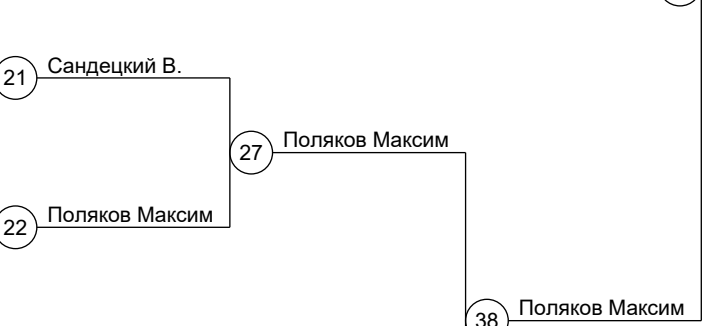 21 Сандецкий В.
27 Поляков Максим
22 Поляков Максим
38 Поляков Максим